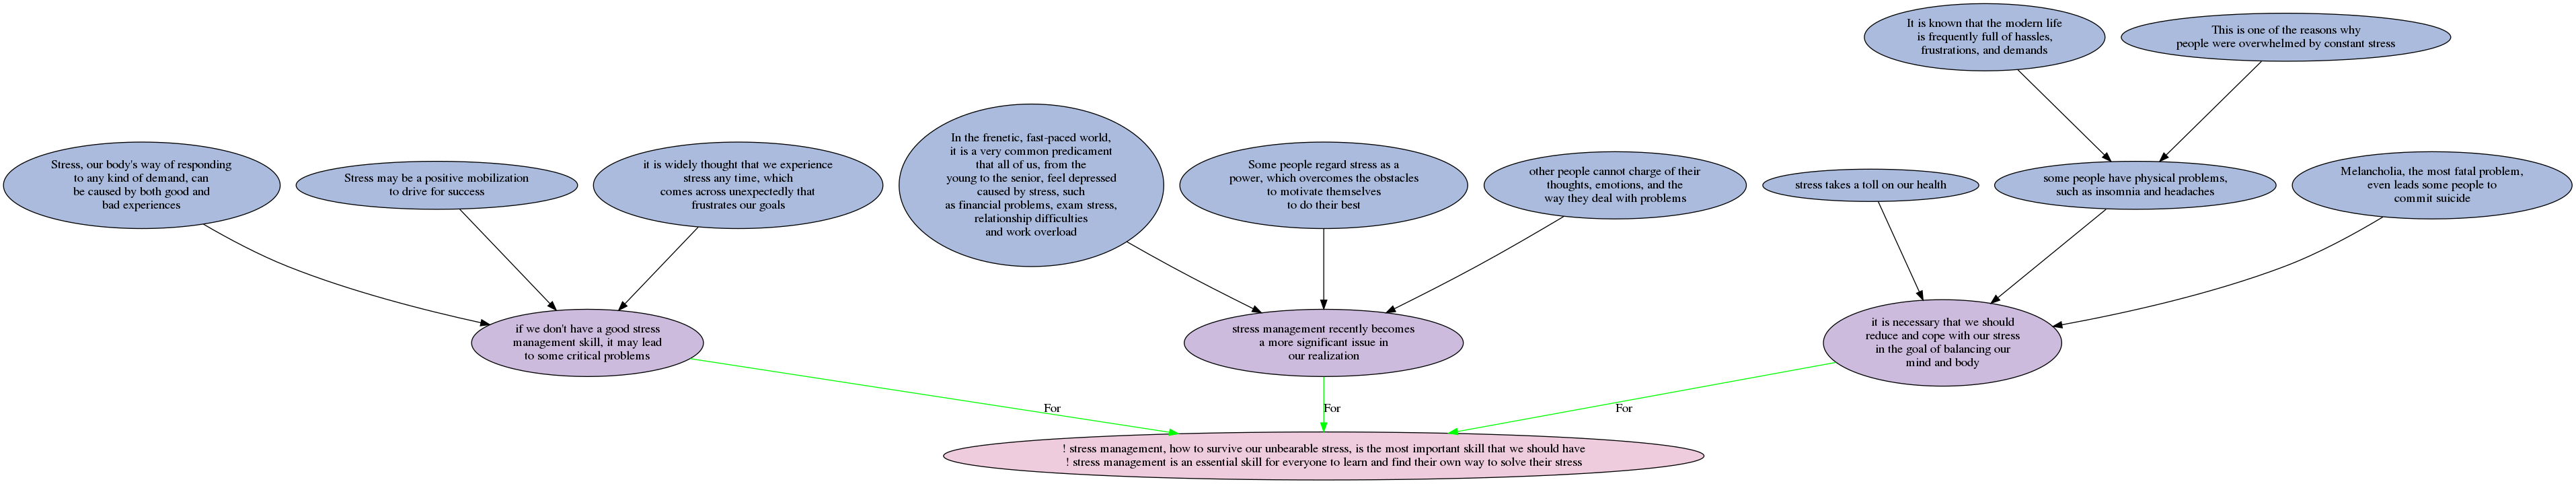 It is known that the modern life
is frequently full of hassles,
frustrations, and demands
This is one of the reasons why
people were overwhelmed by constant stress
Stress, our body's way of responding
to any kind of demand, can
be caused by both good and
bad experiences
Stress may be a positive mobilization
to drive for success
it is widely thought that we experience
stress any time, which
comes across unexpectedly that
frustrates our goals
In the frenetic, fast-paced world,
it is a very common predicament
that all of us, from the
young to the senior, feel depressed
caused by stress, such
as financial problems, exam stress,
relationship difficulties
and work overload
Some people regard stress as a
power, which overcomes the obstacles
to motivate themselves
to do their best
other people cannot charge of their
thoughts, emotions, and the
way they deal with problems
stress takes a toll on our health
some people have physical problems,
such as insomnia and headaches
Melancholia, the most fatal problem,
even leads some people to
commit suicide
if we don't have a good stress
management skill, it may lead
to some critical problems
stress management recently becomes
a more significant issue in
our realization
it is necessary that we should
reduce and cope with our stress
in the goal of balancing our
mind and body
For
For
For
! stress management, how to survive our unbearable stress, is the most important skill that we should have
! stress management is an essential skill for everyone to learn and find their own way to solve their stress